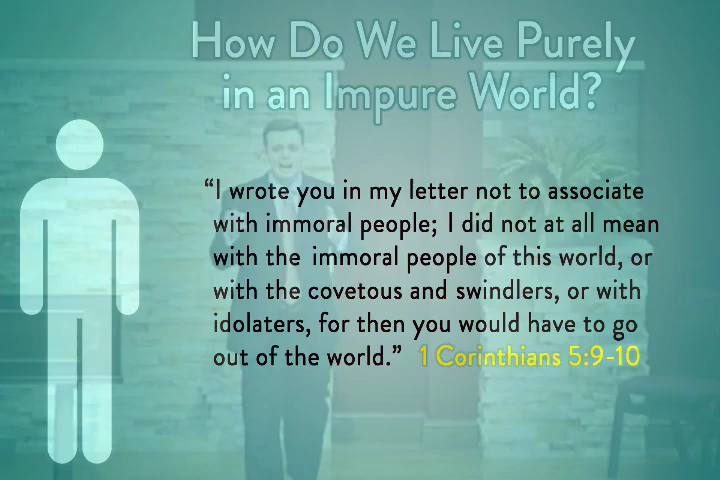 How Do We Live Purely
in an Impure World?
“I wrote you in my letter not to associate
with immoral people; I did not at all mean
with the immoral people of this world, or
with the covetous and swindlers, or with
idolaters, for then you would have to go
out of the world.” 1 Corinthians 5:9-10